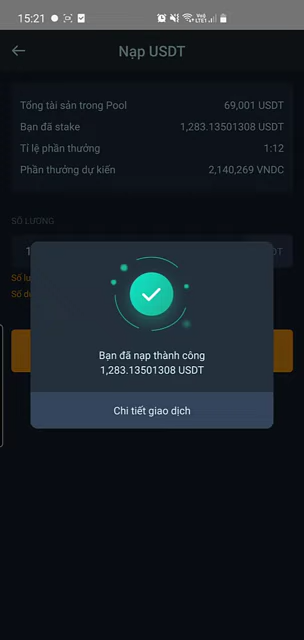 15:21
Nạp USDT
Tổng tài sản trong Pool 69,001 USDT
Bạn đã stake 1,283.13501308 USDT
Tỉ lệ phần thưởng 1:12
Phần thưởng dự kiến 2,140,269 VNDC
SỐ LƯỢNG
Bạn đã nạp thành công
1,283.13501308 USDT
Chi tiết giao dịch